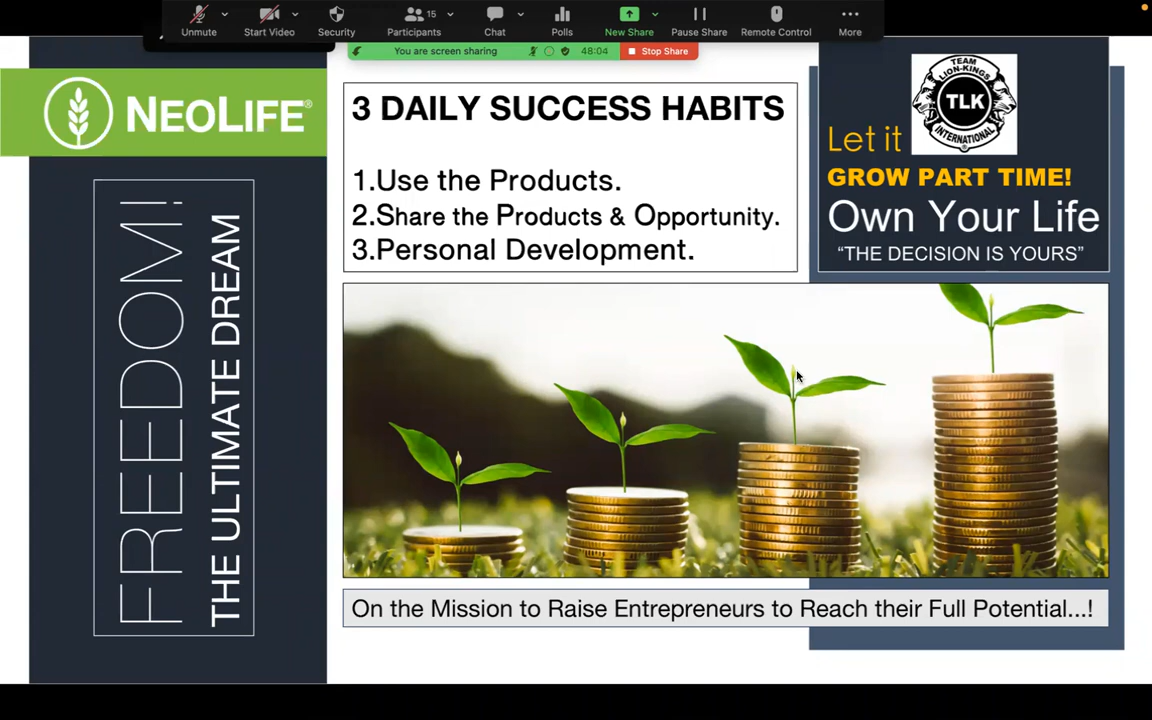 Unmute
Start Video
Security
Participants
15
Chat
Polls
New Share
Pause Share
Remote Control
More
You are screen sharing
48:04
Stop Share
NEOLIFE®
FREEDOM!
THE ULTIMATE DREAM
3 DAILY SUCCESS HABITS
1.Use the Products.
2.Share the Products & Opportunity.
3.Personal Development.
TEAM
LION-KINGS
TLK
INTERNATIONAL
Let it
GROW PART TIME!
Own Your Life
“THE DECISION IS YOURS”
On the Mission to Raise Entrepreneurs to Reach their Full Potential...!